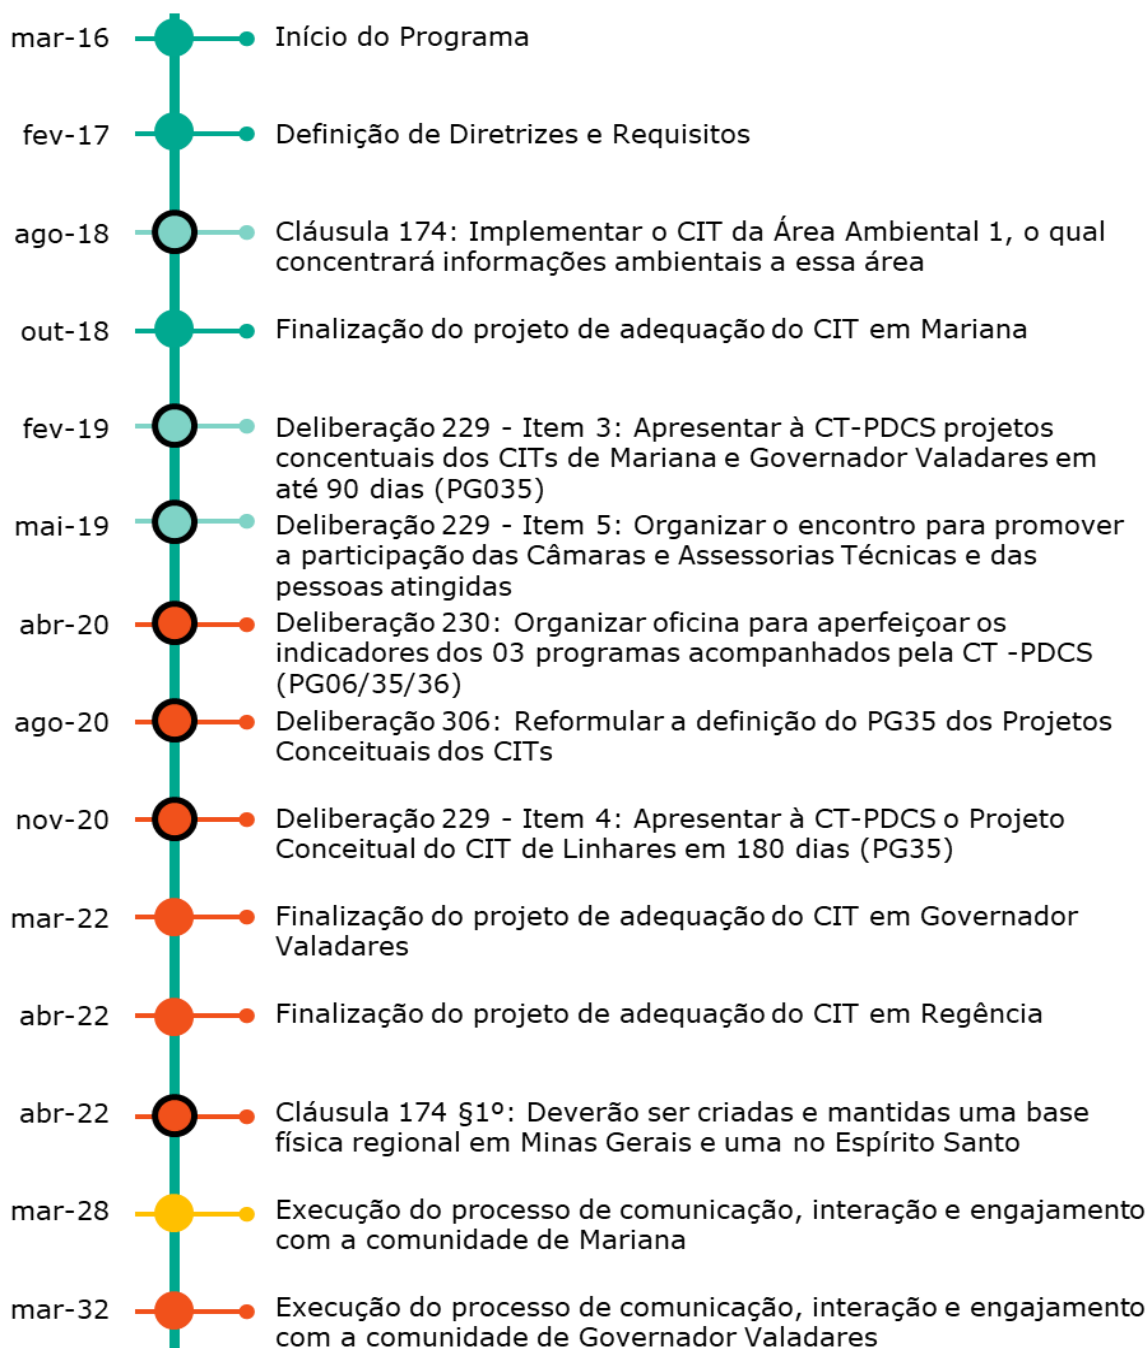 mar-16
Início do Programa
fev-17
Definição de Diretrizes e Requisitos
ago-18
Cláusula 174: Implementar o CIT da Área Ambiental 1, o qual
concentrará informações ambientais a essa área
out-18
Finalização do projeto de adequação do CIT em Mariana
fev-19
Deliberação 229 - Item 3: Apresentar à CT-PDCS projetos
concentuais dos CITs de Mariana e Governador Valadares em
até 90 dias (PG035)
mai-19
Deliberação 229 - Item 5: Organizar o encontro para promover
a participação das Câmaras e Assessorias Técnicas e das
pessoas atingidas
abr-20
Deliberação 230: Organizar oficina para aperfeiçoar os
indicadores dos 03 programas acompanhados pela CT -PDCS
(PG06/35/36)
ago-20
Deliberação 306: Reformular a definição do PG35 dos Projetos
Conceituais dos CITs
nov-20
Deliberação 229 - Item 4: Apresentar à CT-PDCS o Projeto
Conceitual do CIT de Linhares em 180 dias (PG35)
mar-22
Finalização do projeto de adequação do CIT em Governador
Valadares
abr-22
Finalização do projeto de adequação do CIT em Regência
abr-22
Cláusula 174 §1º: Deverão ser criadas e mantidas uma base
física regional em Minas Gerais e uma no Espírito Santo
mar-28
Execução do processo de comunicação, interação e engajamento
com a comunidade de Mariana
mar-32
Execução do processo de comunicação, interação e engajamento
com a comunidade de Governador Valadares